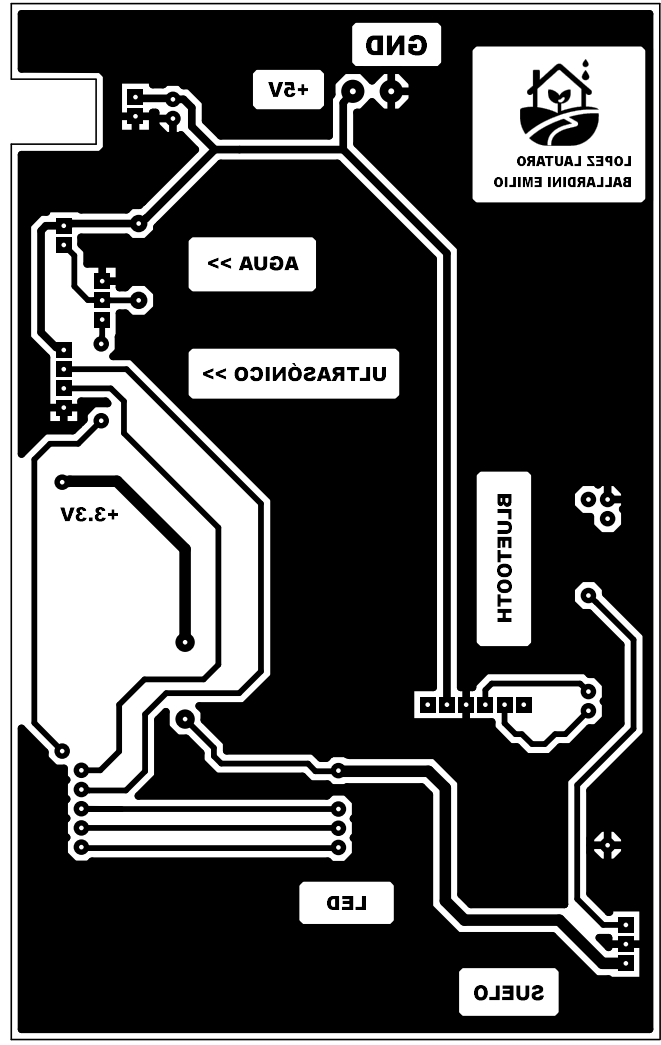 GND
+5V
LOPEZ LAUTARO
BALLARDINI EMILIO
AGUA >>
ULTRASÓNICO >>
+3.3V
BLUETOOTH
LED
SUELO